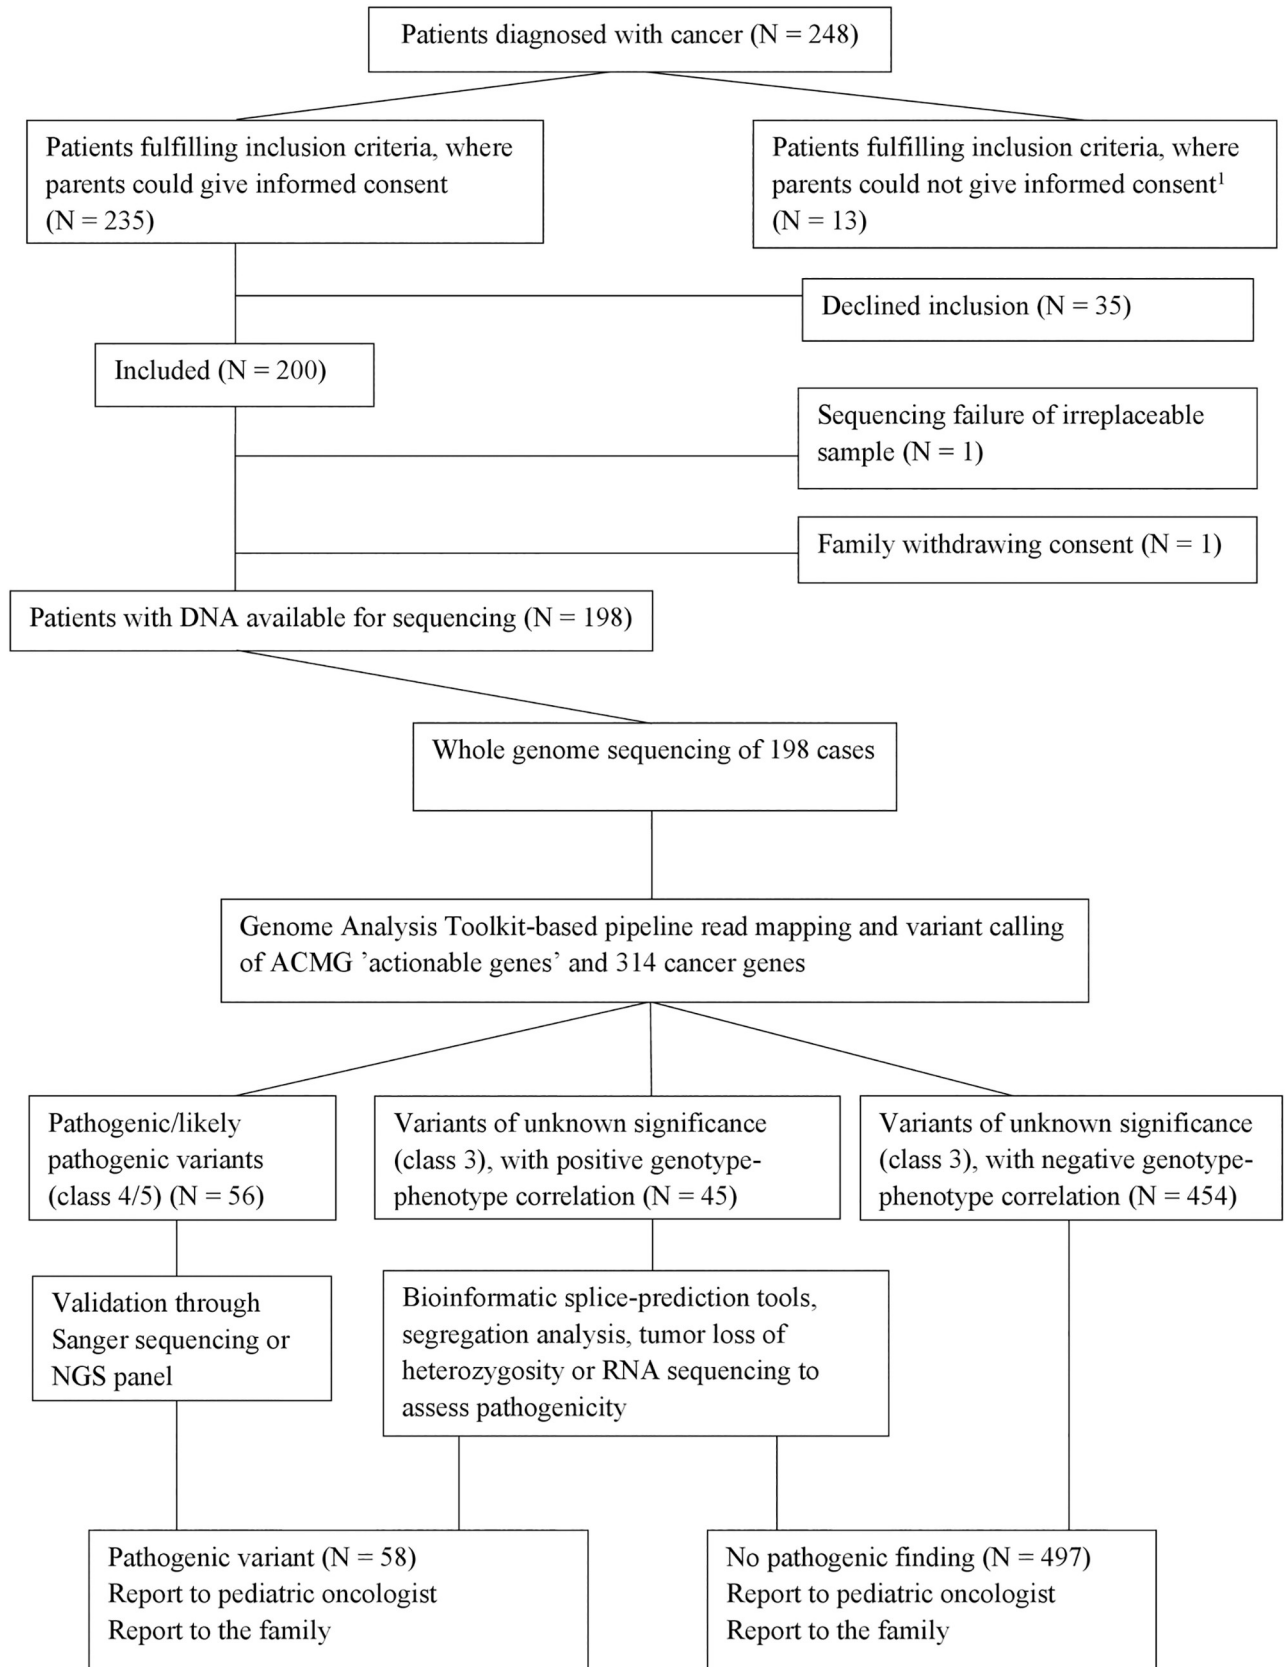 Patients diagnosed with cancer (N = 248)
Patients fulfilling inclusion criteria, where
parents could give informed consent
(N = 235)
Patients fulfilling inclusion criteria, where
parents could not give informed consent¹
(N = 13)
Declined inclusion (N = 35)
Included (N = 200)
Sequencing failure of irreplaceable
sample (N = 1)
Family withdrawing consent (N = 1)
Patients with DNA available for sequencing (N = 198)
Whole genome sequencing of 198 cases
Genome Analysis Toolkit-based pipeline read mapping and variant calling
of ACMG ’actionable genes’ and 314 cancer genes
Pathogenic/likely
pathogenic variants
(class 4/5) (N = 56)
Variants of unknown significance
(class 3), with positive genotype-
phenotype correlation (N = 45)
Variants of unknown significance
(class 3), with negative genotype-
phenotype correlation (N = 454)
Validation through
Sanger sequencing or
NGS panel
Bioinformatic splice-prediction tools,
segregation analysis, tumor loss of
heterozygosity or RNA sequencing to
assess pathogenicity
Pathogenic variant (N = 58)
Report to pediatric oncologist
Report to the family
No pathogenic finding (N = 497)
Report to pediatric oncologist
Report to the family